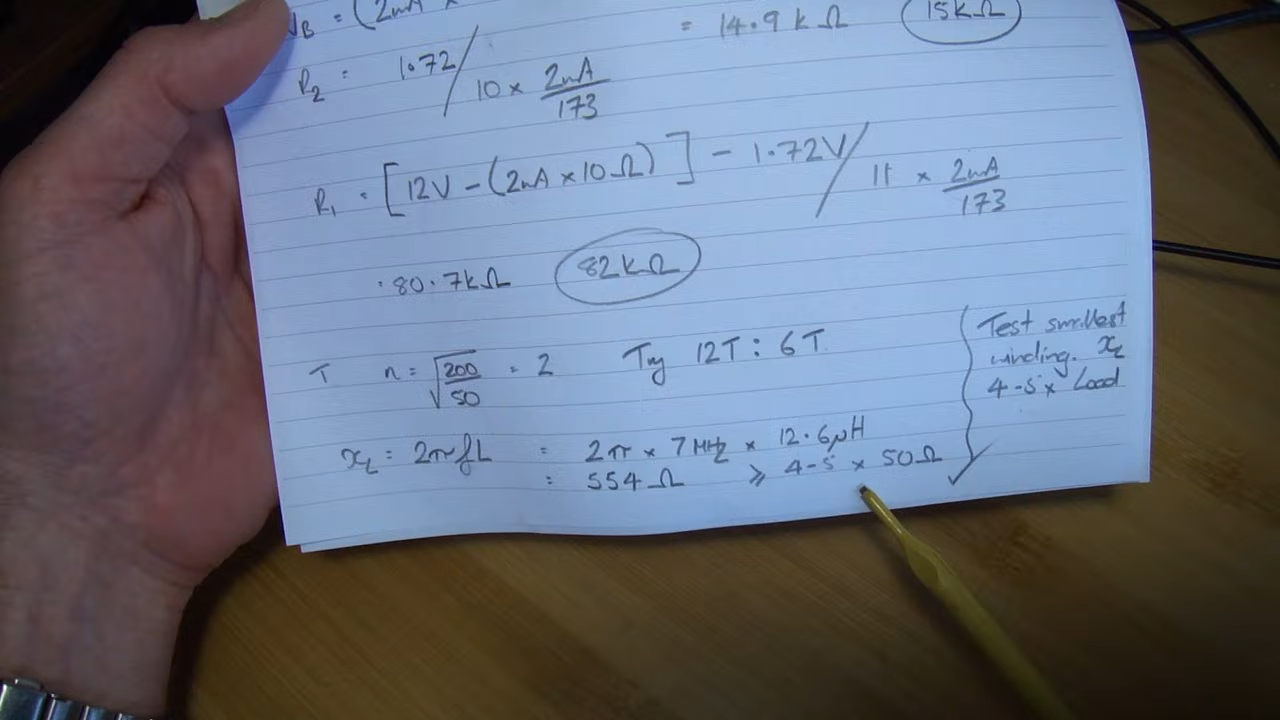 VB = (2mA ×
= 14.9 kΩ 15kΩ
R2 = 1.72 / 10 × 2mA/173
R1 = [12V - (2mA × 10Ω)] - 1.72V / 11 × 2mA/173
· 80.7kΩ 82kΩ
T n = √200/50 = 2 Try 12T : 6T
Test smallest
winding. XL
4-5× Load
XL = 2πfL = 2π × 7MHz × 12.6μH
= 554Ω ≥ 4-5 × 50Ω ✓